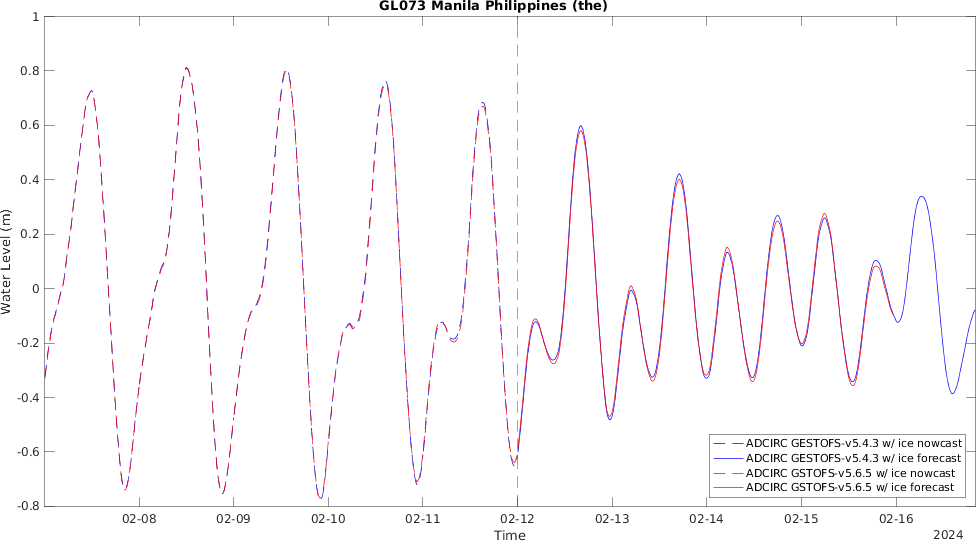 GL073 Manila Philippines (the)
Water Level (m)
1
0.8
0.6
0.4
0.2
0
-0.2
-0.4
-0.6
-0.8
ADCIRC GESTOFS-v5.4.3 w/ ice nowcast
ADCIRC GESTOFS-v5.4.3 w/ ice forecast
ADCIRC GSTOFS-v5.6.5 w/ ice nowcast
ADCIRC GSTOFS-v5.6.5 w/ ice forecast
02-08 02-09 02-10 02-11 02-12 02-13 02-14 02-15 02-16
Time
2024